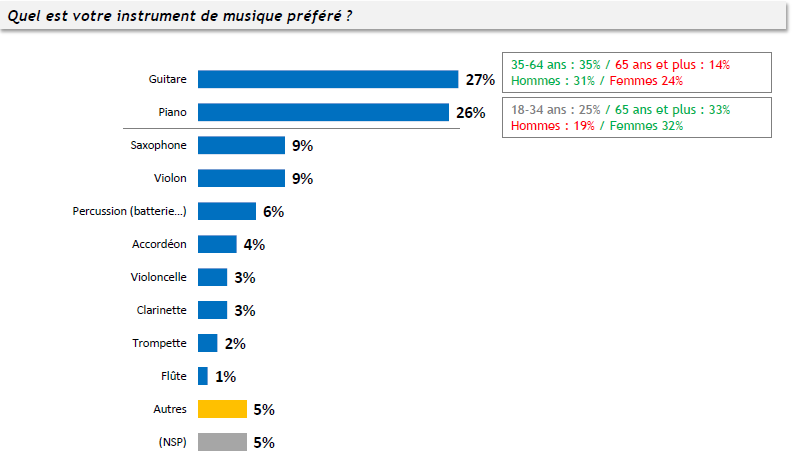 Quel est votre instrument de musique préféré ?
Guitare 27%
35-64 ans : 35% / 65 ans et plus : 14%
Hommes : 31% / Femmes 24%
Piano 26%
18-34 ans : 25% / 65 ans et plus : 33%
Hommes : 19% / Femmes 32%
Saxophone 9%
Violon 9%
Percussion (batterie...) 6%
Accordéon 4%
Violoncelle 3%
Clarinette 3%
Trompette 2%
Flûte 1%
Autres 5%
(NSP) 5%